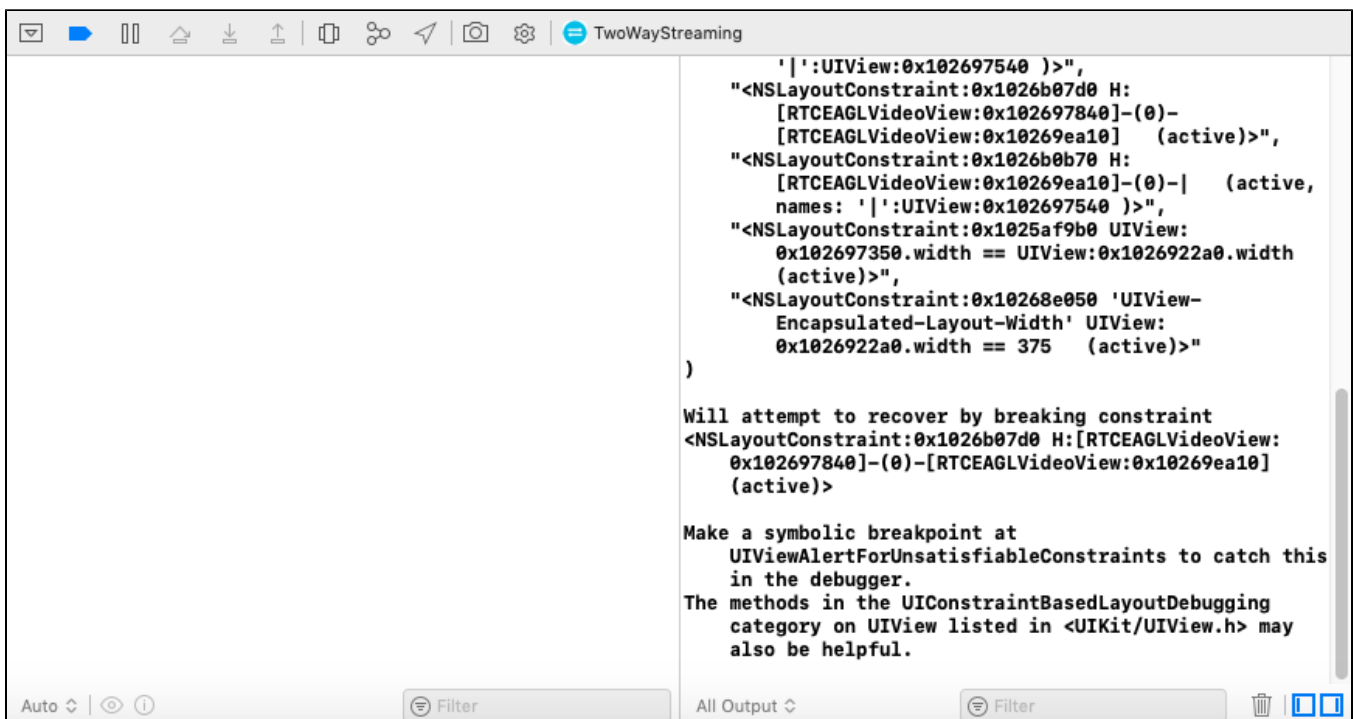 TwoWayStreaming
'|':UIView:0x102697540 )>",
"<NSLayoutConstraint:0x1026b07d0 H:
[RTCEAGLVideoView:0x102697840]-(0)-
[RTCEAGLVideoView:0x10269ea10]   (active)>",
"<NSLayoutConstraint:0x1026b0b70 H:
[RTCEAGLVideoView:0x10269ea10]-(0)-|   (active,
names: '|':UIView:0x102697540 )>",
"<NSLayoutConstraint:0x1025af9b0 UIView:
0x102697350.width == UIView:0x1026922a0.width
(active)>",
"<NSLayoutConstraint:0x10268e050 'UIView-
Encapsulated-Layout-Width' UIView:
0x1026922a0.width == 375   (active)>"
)
Will attempt to recover by breaking constraint
<NSLayoutConstraint:0x1026b07d0 H:[RTCEAGLVideoView:
0x102697840]-(0)-[RTCEAGLVideoView:0x10269ea10]
(active)>
Make a symbolic breakpoint at
UIViewAlertForUnsatisfiableConstraints to catch this
in the debugger.
The methods in the UIConstraintBasedLayoutDebugging
category on UIView listed in <UIKit/UIView.h> may
also be helpful.
Auto Filter All Output Filter